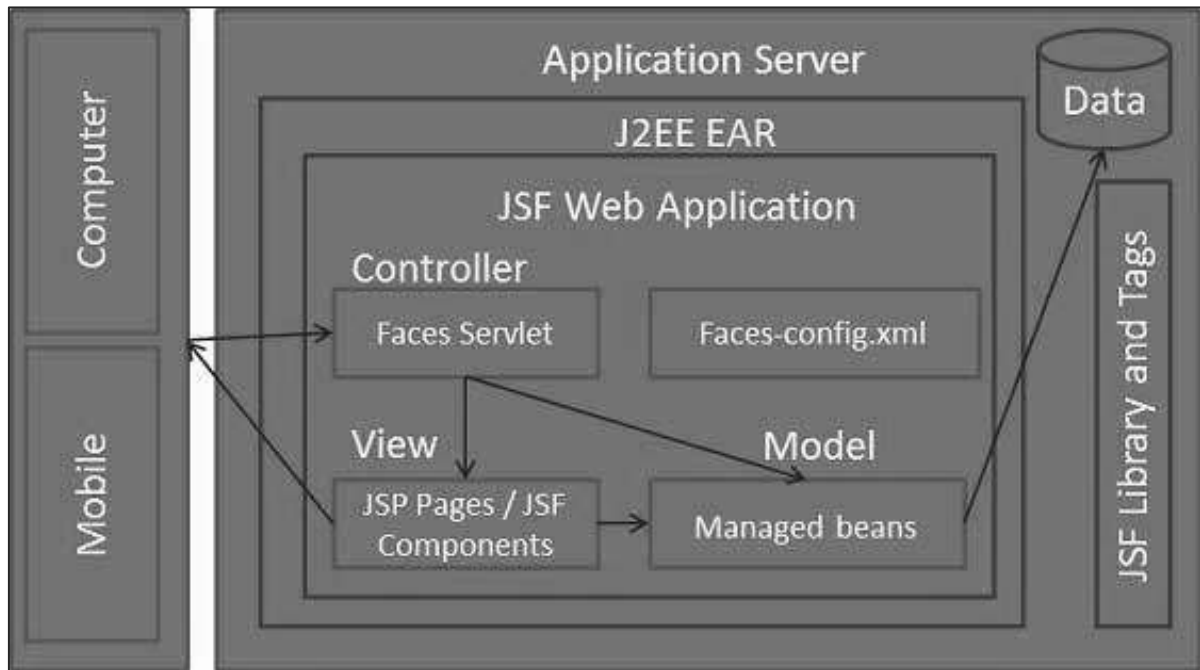 Computer
Mobile
Application Server
J2EE EAR
JSF Web Application
Controller
Faces Servlet
Faces-config.xml
View
JSP Pages / JSF
Components
Model
Managed beans
Data
JSF Library and Tags